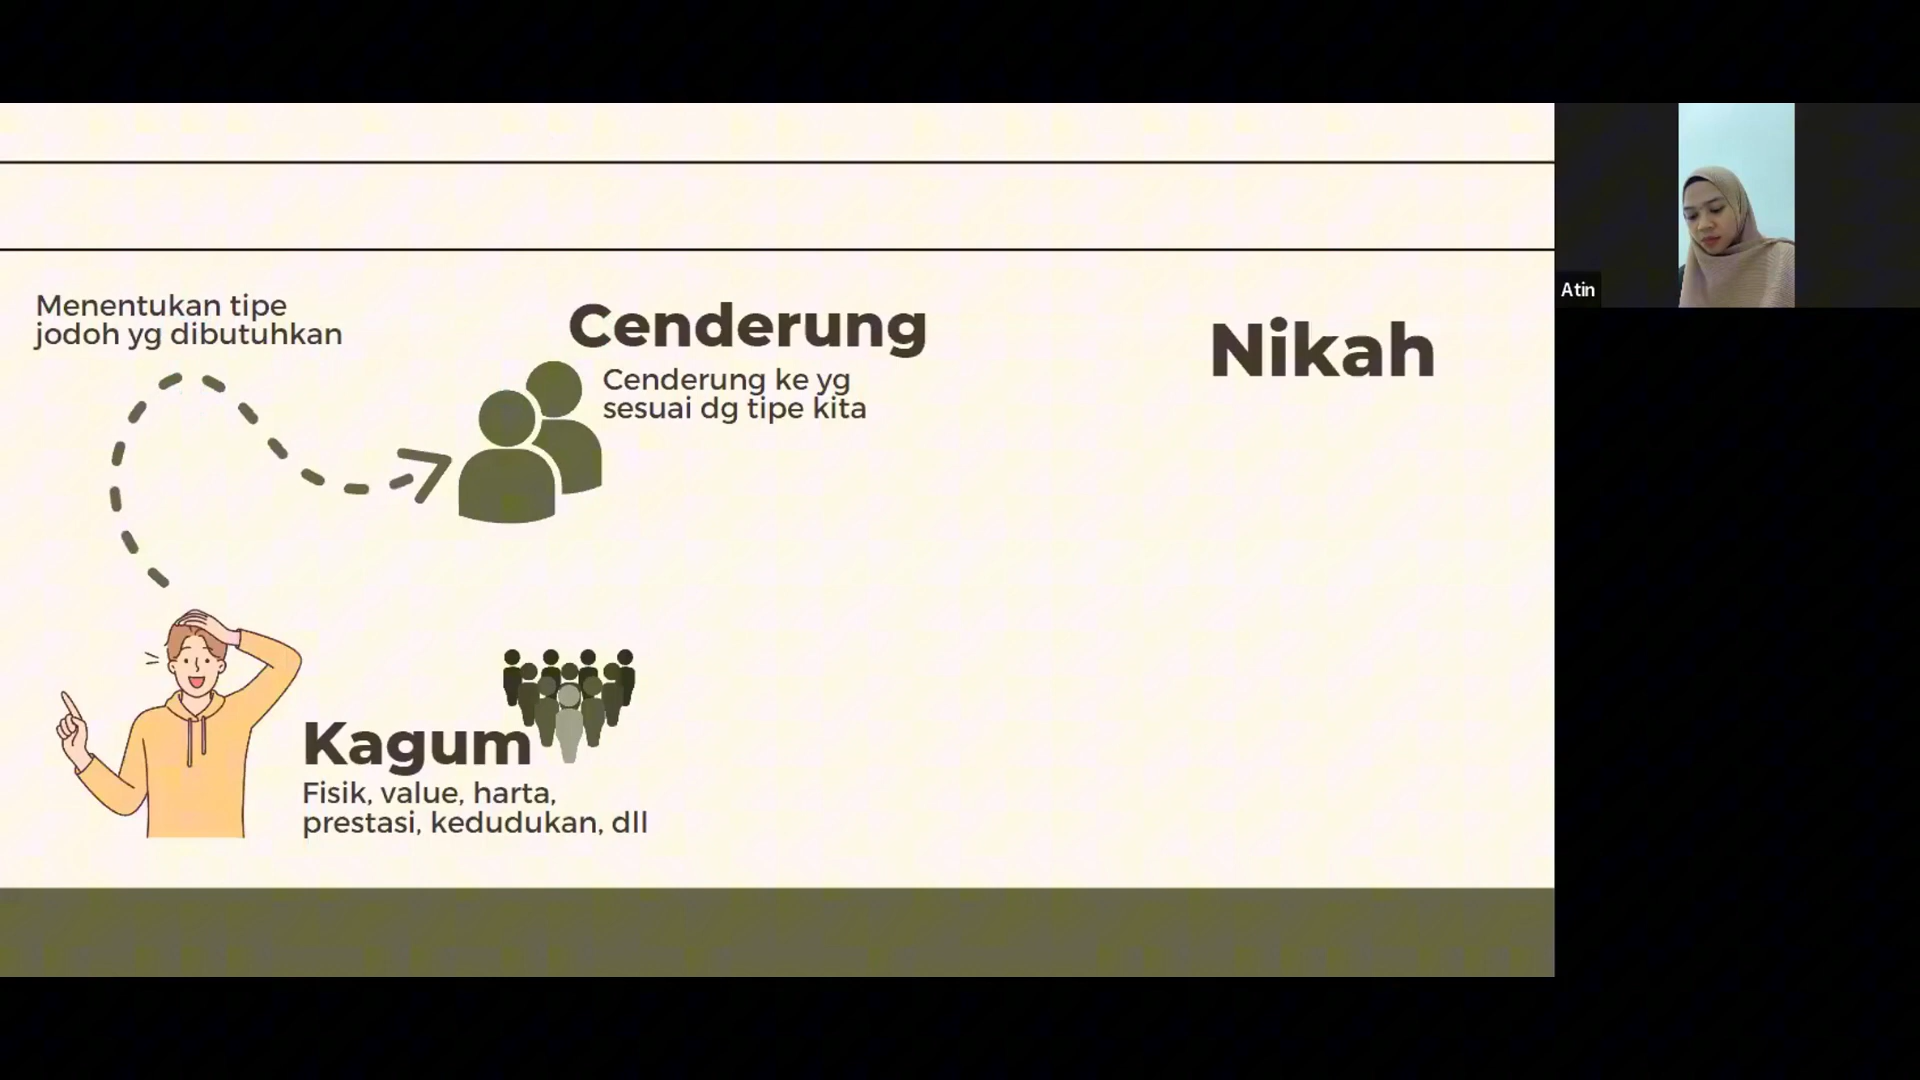 Menentukan tipe
jodoh yg dibutuhkan
Cenderung
Cenderung ke yg
sesuai dg tipe kita
Nikah
Kagum
Fisik, value, harta,
prestasi, kedudukan, dll
Atin